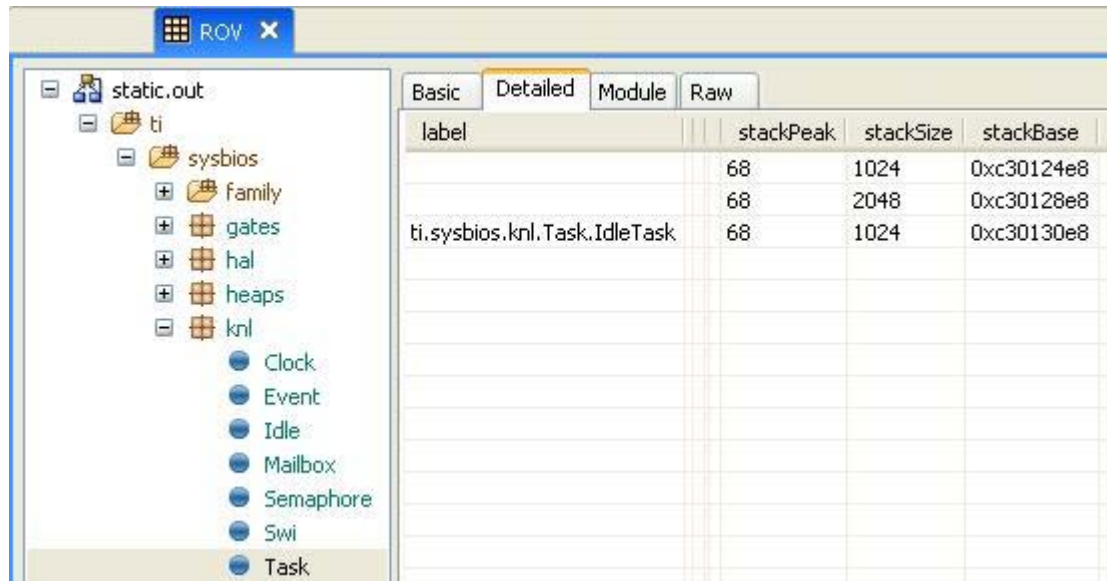 ROV
static.out
ti
sysbios
family
gates
hal
heaps
knl
Clock
Event
Idle
Mailbox
Semaphore
Swi
Task
Basic Detailed Module Raw
label stackPeak stackSize stackBase
68 1024 0xc30124e8
68 2048 0xc30128e8
ti.sysbios.knl.Task.IdleTask 68 1024 0xc30130e8